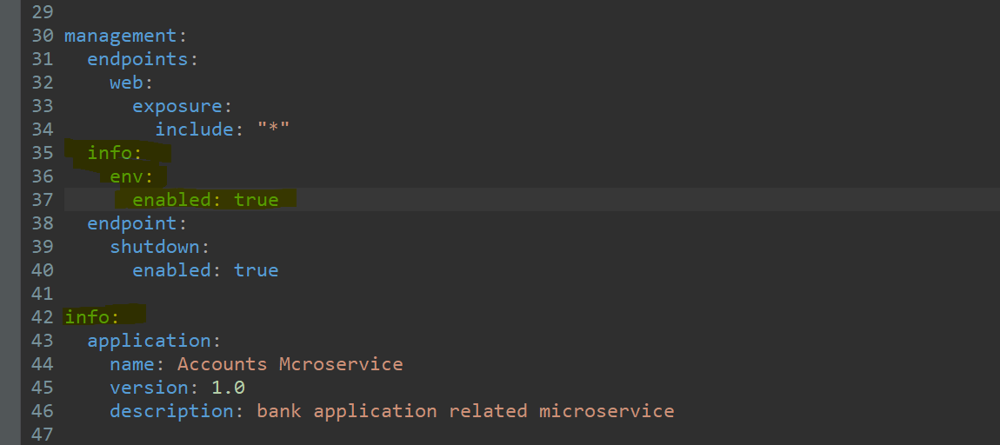 29
30 management:
31   endpoints:
32     web:
33       exposure:
34         include: "*"
35   info:
36     env:
37       enabled: true
38   endpoint:
39     shutdown:
40       enabled: true
41
42 info:
43   application:
44     name: Accounts Mcroservice
45     version: 1.0
46     description: bank application related microservice
47